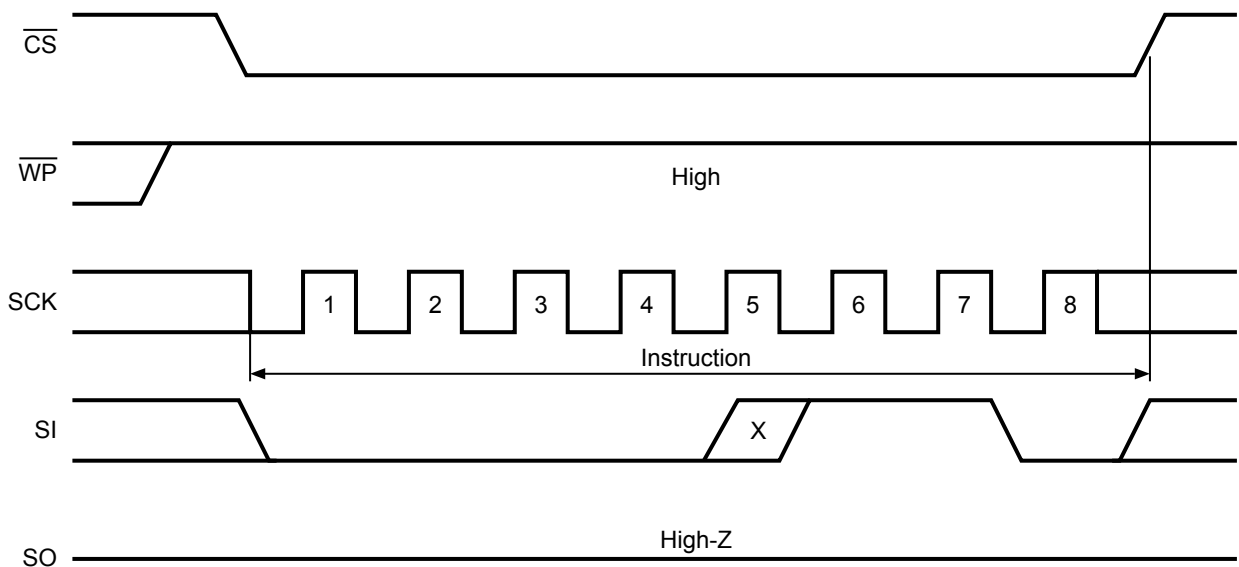 CS
WP
High
SCK
1 2 3 4 5 6 7 8
Instruction
SI
X
High-Z
SO